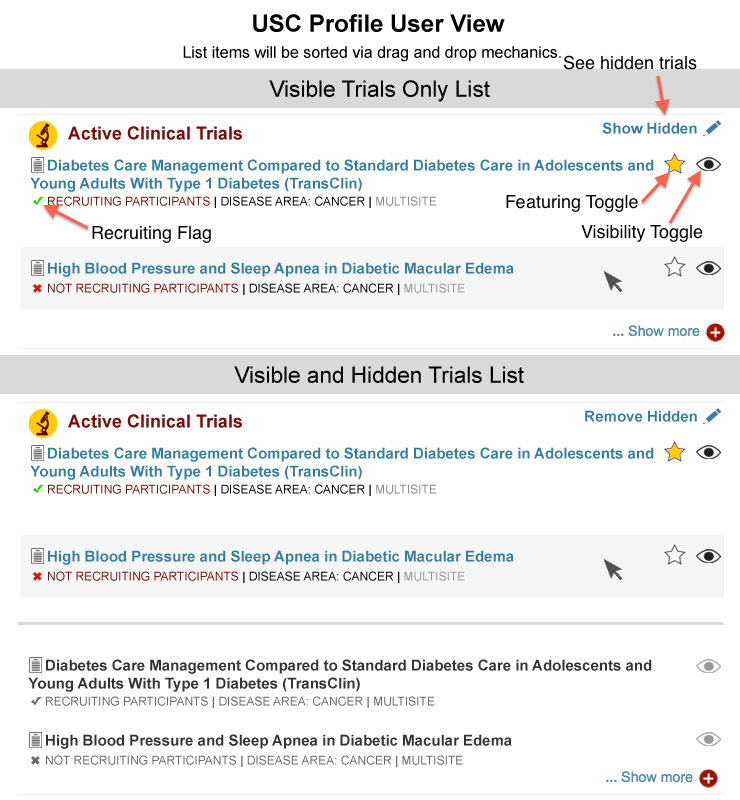 USC Profile User View
List items will be sorted via drag and drop mechanics.
See hidden trials
Visible Trials Only List
Active Clinical Trials
Show Hidden
Diabetes Care Management Compared to Standard Diabetes Care in Adolescents and
Young Adults With Type 1 Diabetes (TransClin)
RECRUITING PARTICIPANTS | DISEASE AREA: CANCER | MULTISITE
Featuring Toggle
Recruiting Flag
Visibility Toggle
High Blood Pressure and Sleep Apnea in Diabetic Macular Edema
NOT RECRUITING PARTICIPANTS | DISEASE AREA: CANCER | MULTISITE
... Show more
Visible and Hidden Trials List
Active Clinical Trials
Remove Hidden
Diabetes Care Management Compared to Standard Diabetes Care in Adolescents and
Young Adults With Type 1 Diabetes (TransClin)
RECRUITING PARTICIPANTS | DISEASE AREA: CANCER | MULTISITE
High Blood Pressure and Sleep Apnea in Diabetic Macular Edema
NOT RECRUITING PARTICIPANTS | DISEASE AREA: CANCER | MULTISITE
Diabetes Care Management Compared to Standard Diabetes Care in Adolescents and
Young Adults With Type 1 Diabetes (TransClin)
RECRUITING PARTICIPANTS | DISEASE AREA: CANCER | MULTISITE
High Blood Pressure and Sleep Apnea in Diabetic Macular Edema
NOT RECRUITING PARTICIPANTS | DISEASE AREA: CANCER | MULTISITE
... Show more